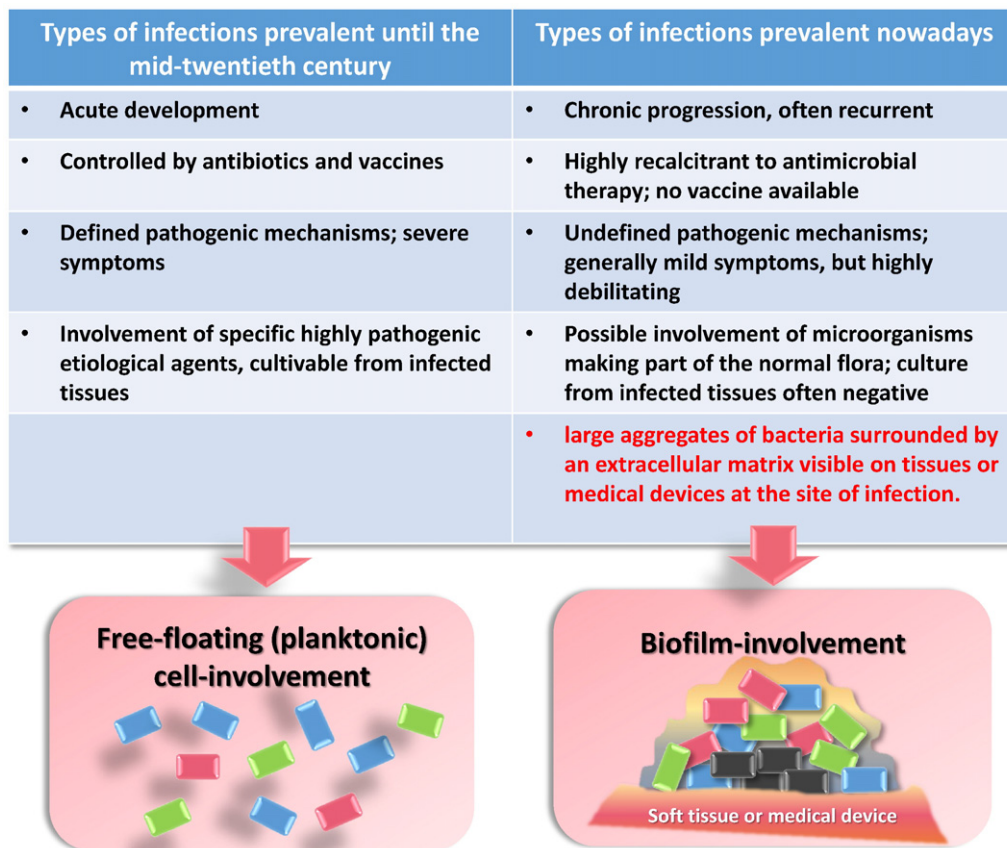 Types of infections prevalent until the
mid-twentieth century
Types of infections prevalent nowadays
• Acute development
• Chronic progression, often recurrent
• Controlled by antibiotics and vaccines
• Highly recalcitrant to antimicrobial
therapy; no vaccine available
• Defined pathogenic mechanisms; severe
symptoms
• Undefined pathogenic mechanisms;
generally mild symptoms, but highly
debilitating
• Involvement of specific highly pathogenic
etiological agents, cultivable from infected
tissues
• Possible involvement of microorganisms
making part of the normal flora; culture
from infected tissues often negative
• large aggregates of bacteria surrounded by
an extracellular matrix visible on tissues or
medical devices at the site of infection.
Free-floating (planktonic)
cell-involvement
Biofilm-involvement
Soft tissue or medical device